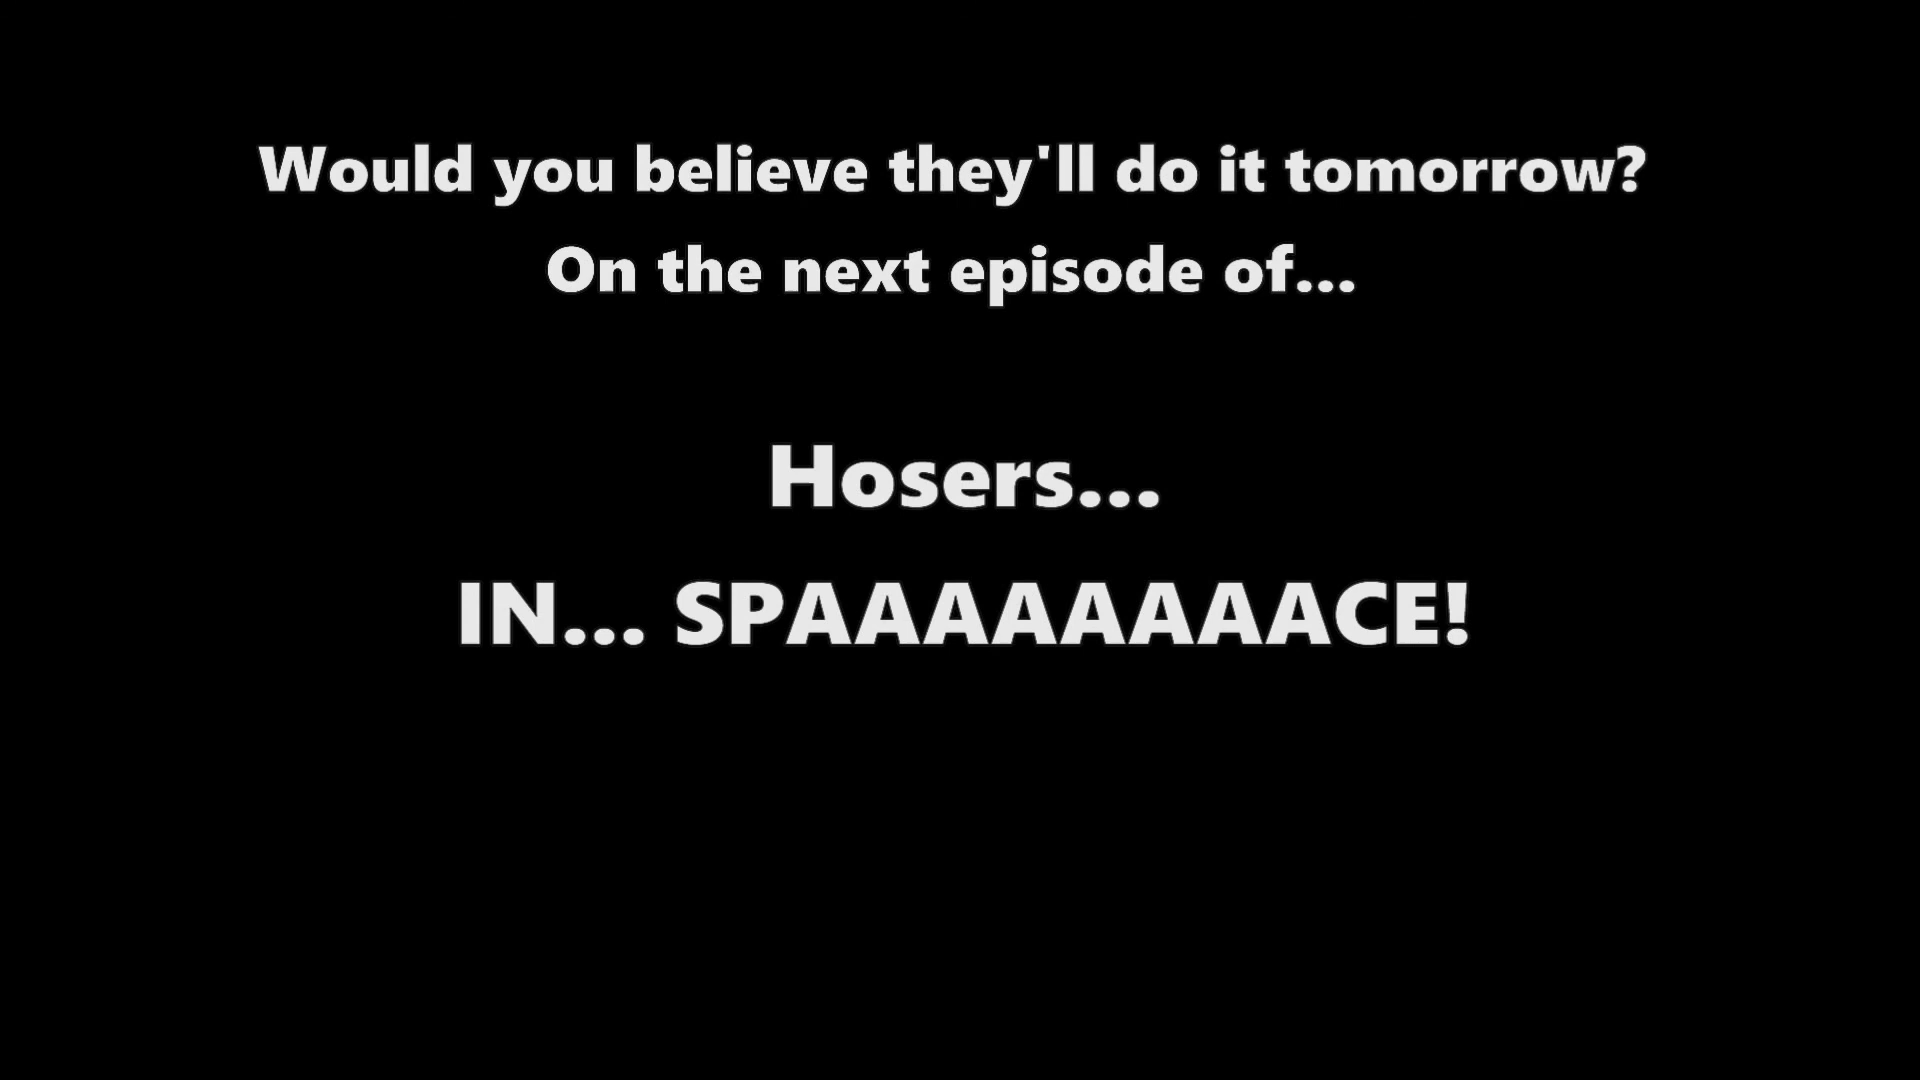 Would you believe they'll do it tomorrow?
On the next episode of...
Hosers...
IN... SPAAAAAAAACE!